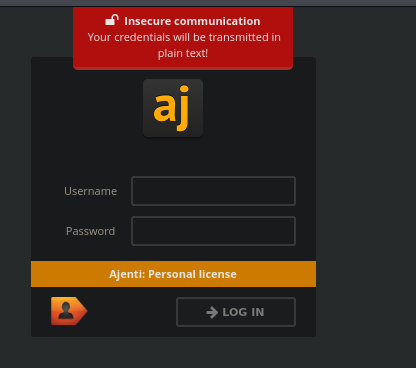 Insecure communication
Your credentials will be transmitted in
plain text!
aj
Username
Password
Ajenti: Personal license
LOG IN